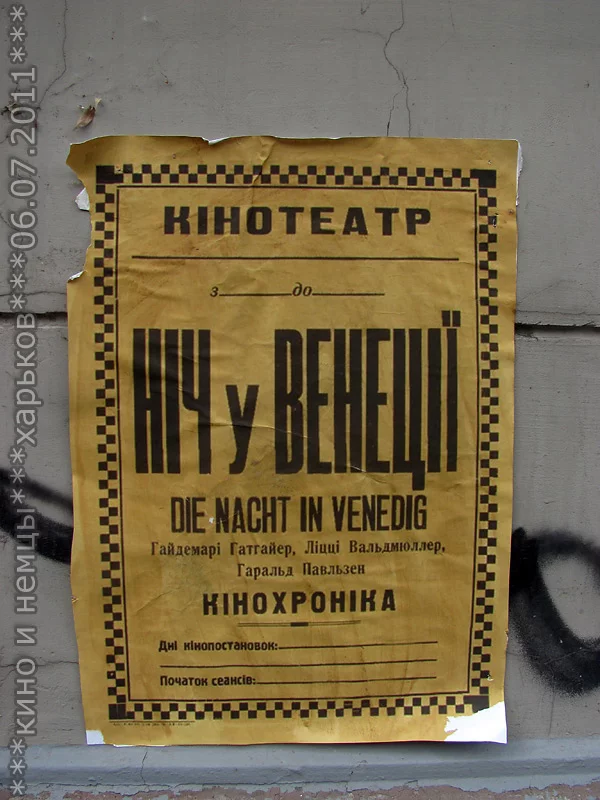 КІНОТЕАТР
з до
НІЧ у ВЕНЕЦІЇ
DIE NACHT IN VENEDIG
Гайдемарі Гатгайер, Ліцці Вальдмюллер,
Гаральд Павльзен
КІНОХРОНІКА
Дні кінопостановок:
Початок сеансів:
***кино и немцы***харьков***06.07.2011***